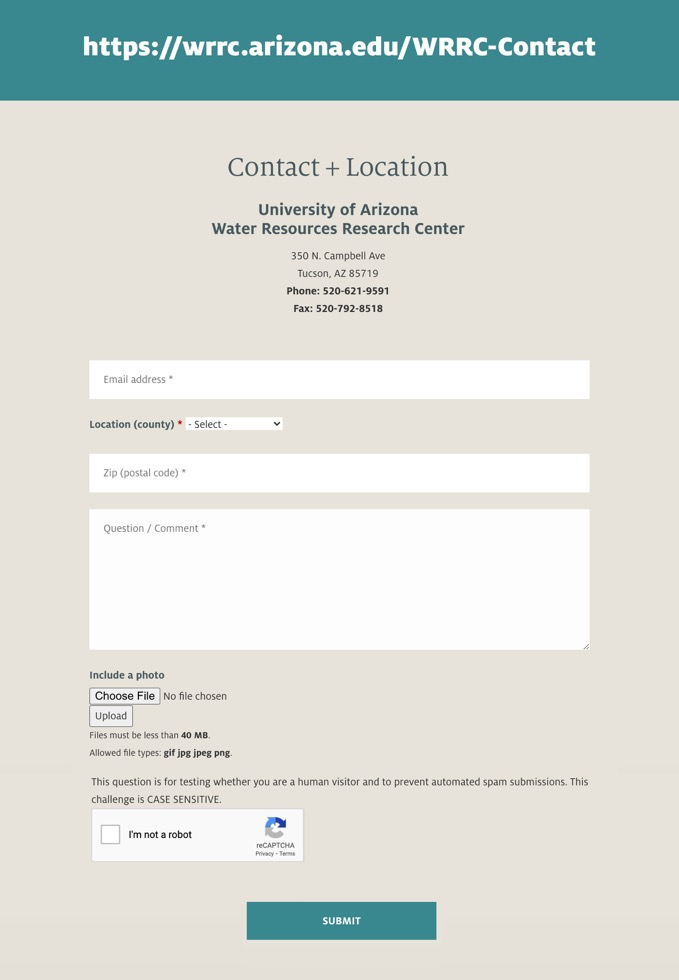 https://wrrc.arizona.edu/WRRC-Contact
Contact + Location
University of Arizona
Water Resources Research Center
350 N. Campbell Ave
Tucson, AZ 85719
Phone: 520-621-9591
Fax: 520-792-8518
Email address *
Location (county) * - Select -
Zip (postal code) *
Question / Comment *
Include a photo
Choose File No file chosen
Upload
Files must be less than 40 MB.
Allowed file types: gif jpg jpeg png.
This question is for testing whether you are a human visitor and to prevent automated spam submissions. This
challenge is CASE SENSITIVE.
I'm not a robot
reCAPTCHA
Privacy - Terms
SUBMIT